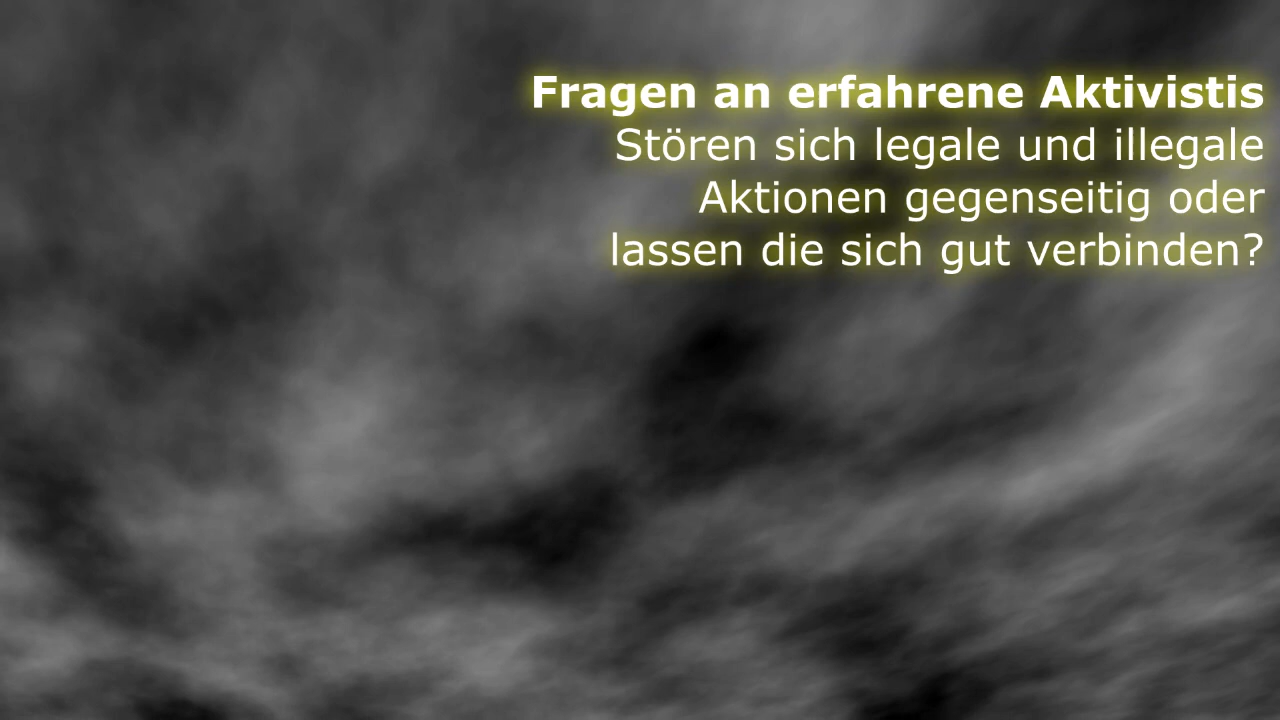 Fragen an erfahrene Aktivistis
Stören sich legale und illegale
Aktionen gegenseitig oder
lassen die sich gut verbinden?